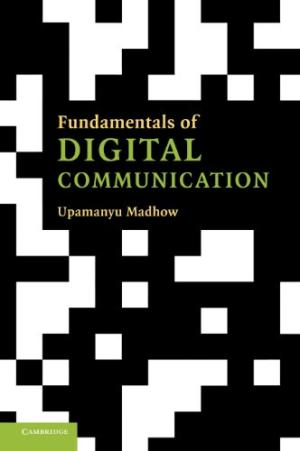 Fundamentals of
DIGITAL
COMMUNICATION
Upamanyu Madhow
CAMBRIDGE